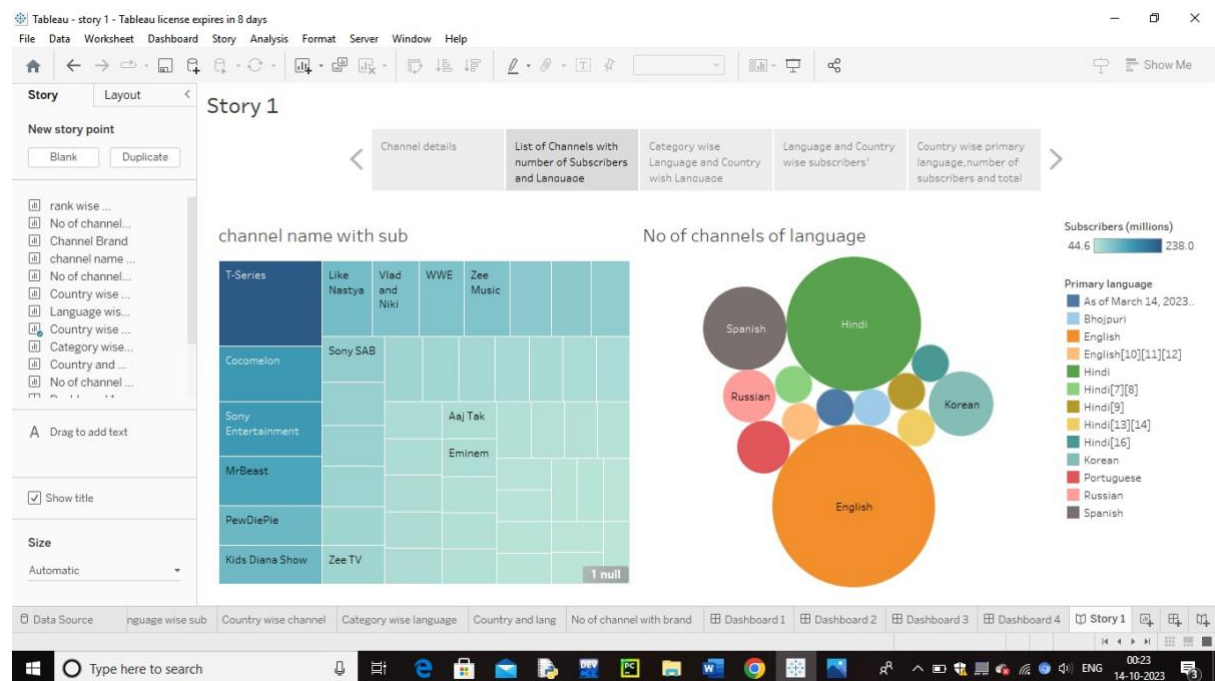 Tableau - story 1 - Tableau license expires in 8 days
File Data Worksheet Dashboard Story Analysis Format Server Window Help
Show Me
Story Layout
New story point
Blank Duplicate
rank wise ...
No of channel...
Channel Brand
channel name ...
No of channel...
Country wise ...
Language wis...
Country wise ...
Category wise...
Country and ...
No of channel ...
A Drag to add text
Show title
Size
Automatic
Story 1
Channel details
List of Channels with
number of Subscribers
and Language
Category wise
Language and Country
wish Language
Language and Country
wise subscribers'
Country wise primary
language,number of
subscribers and total
channel name with sub
T-Series
Like
Nastya
Vlad
and
Niki
WWE
Zee
Music
Cocomelon
Sony SAB
Sony
Entertainment
Aaj Tak
Eminem
MrBeast
PewDiePie
Kids Diana Show
Zee TV
1 null
No of channels of language
Spanish
Hindi
Russian
Korean
English
Subscribers (millions)
44.6 238.0
Primary language
As of March 14, 2023..
Bhojpuri
English
English[10][11][12]
Hindi
Hindi[7][8]
Hindi[9]
Hindi[13][14]
Hindi[16]
Korean
Portuguese
Russian
Spanish
Data Source nguage wise sub Country wise channel Category wise language Country and lang No of channel with brand Dashboard 1 Dashboard 2 Dashboard 3 Dashboard 4 Story 1
Type here to search
DEV
PC
W
ENG
00:23
14-10-2023
3